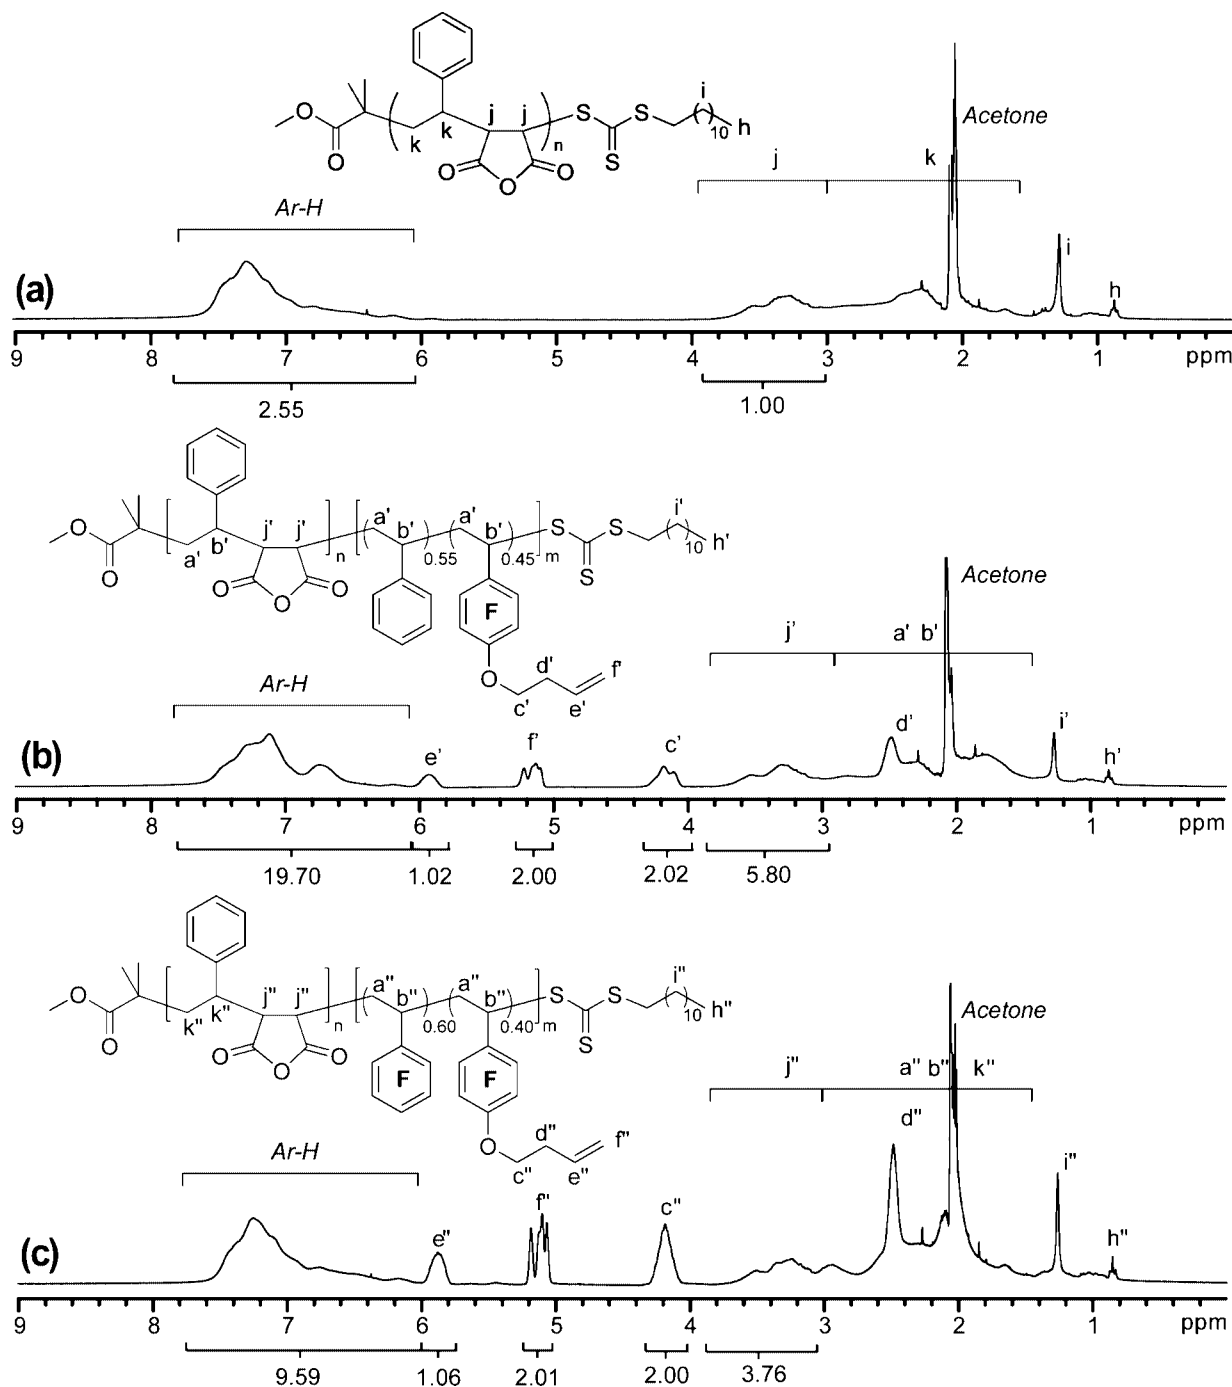 O
O
k
k
j
j
O
O
O
n
S
S
S
i
10
h
Acetone
j
k
Ar-H
(a)
i
h
9 8 7 6 5 4 3 2 1 ppm
2.55
1.00
O
O
a'
b'
j'
j'
O
O
O
n
a'
b'
0.55
a'
b'
0.45
m
S
S
S
i'
10
h'
F
O
c'
d'
e'
f'
Acetone
j'
a' b'
Ar-H
(b)
e'
f'
c'
d'
i'
h'
9 8 7 6 5 4 3 2 1 ppm
19.70
1.02
2.00
2.02
5.80
O
O
k"
k"
j"
j"
O
O
O
n
a"
b"
0.60
a"
b"
0.40
m
S
S
S
i"
10
h"
F
F
O
c"
d"
e"
f"
Acetone
j"
a" b" k"
Ar-H
(c)
e"
f"
c"
d"
i"
h"
9 8 7 6 5 4 3 2 1 ppm
9.59
1.06
2.01
2.00
3.76